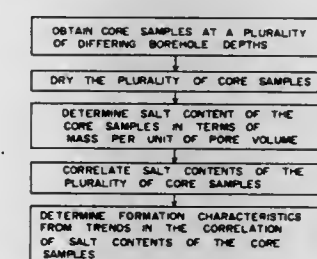 OBTAIN CORE SAMPLES AT A PLURALITY
OF DIFFERING BOREHOLE DEPTHS
DRY THE PLURALITY OF CORE SAMPLES
DETERMINE SALT CONTENT OF THE
CORE SAMPLES IN TERMS OF
MASS PER UNIT OF PORE VOLUME
CORRELATE SALT CONTENTS OF THE
PLURALITY OF CORE SAMPLES
DETERMINE FORMATION CHARACTERISTICS
FROM TRENDS IN THE CORRELATION
OF SALT CONTENTS OF THE CORE
SAMPLES